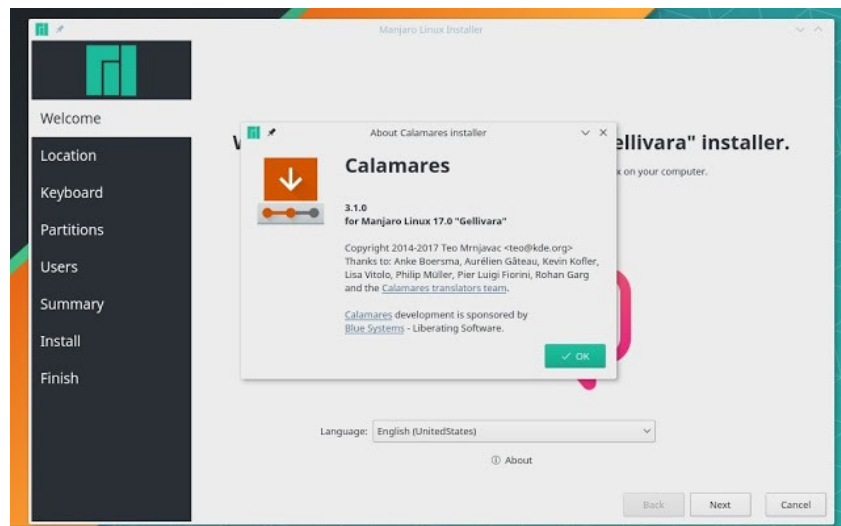 Manjaro Linux Installer
Welcome
Location
Keyboard
Partitions
Users
Summary
Install
Finish
ellivara" installer.
x on your computer.
About Calamares installer
Calamares
3.1.0
for Manjaro Linux 17.0 "Gellivara"
Copyright 2014-2017 Teo Mrnjavac <teo@kde.org>
Thanks to: Anke Boersma, Aurélien Gâteau, Kevin Kofler,
Lisa Vitolo, Philip Müller, Pier Luigi Fiorini, Rohan Garg
and the Calamares translators team.
Calamares development is sponsored by
Blue Systems - Liberating Software.
OK
Language: English (UnitedStates)
About
Back Next Cancel